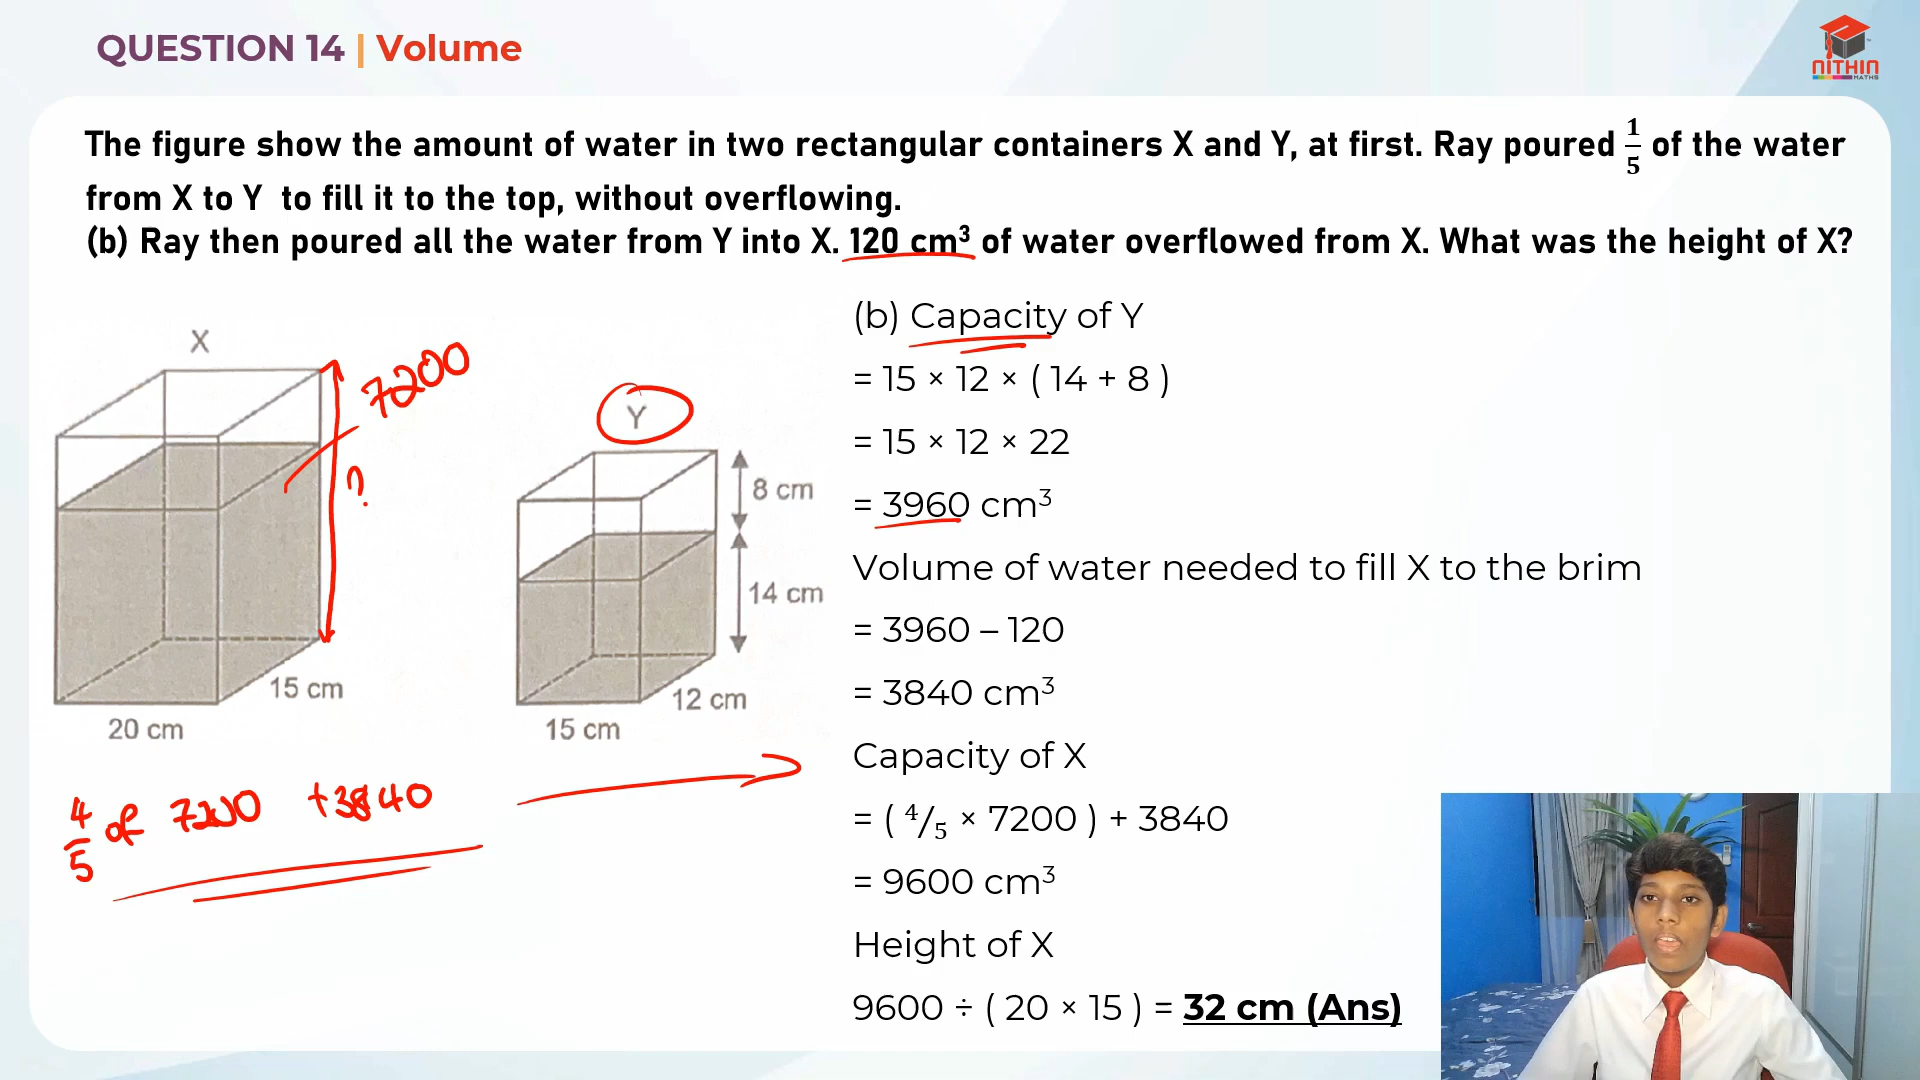 QUESTION 14 | Volume
NITHIN
MATHS
The figure show the amount of water in two rectangular containers X and Y, at first. Ray poured 1/5 of the water
from X to Y to fill it to the top, without overflowing.
(b) Ray then poured all the water from Y into X. 120 cm³ of water overflowed from X. What was the height of X?
X
7200
?
15 cm
20 cm
Y
8 cm
14 cm
12 cm
15 cm
4/5 of 7200 +3840
(b) Capacity of Y
= 15 × 12 × ( 14 + 8 )
= 15 × 12 × 22
= 3960 cm³
Volume of water needed to fill X to the brim
= 3960 – 120
= 3840 cm³
Capacity of X
= ( ⁴/₅ × 7200 ) + 3840
= 9600 cm³
Height of X
9600 ÷ ( 20 × 15 ) = 32 cm (Ans)